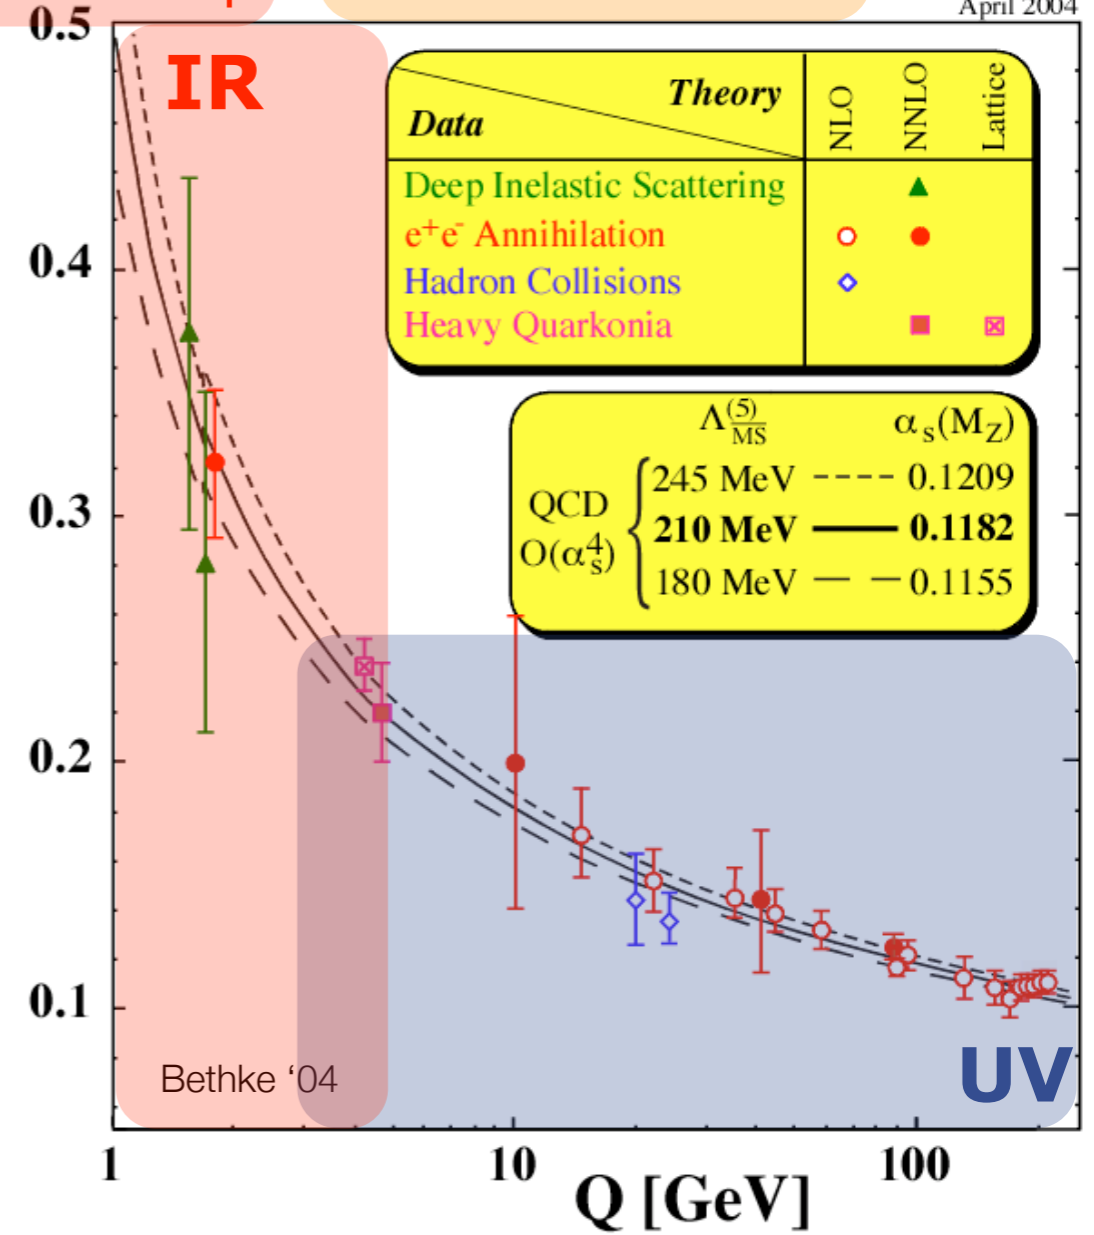 April 2004
0.5
IR
Theory
Data
NLO
NNLO
Lattice
Deep Inelastic Scattering
e⁺e⁻ Annihilation
Hadron Collisions
Heavy Quarkonia
0.4
Λ(5) MS αs(MZ)
245 MeV 0.1209
QCD
210 MeV 0.1182
O(αs4)
180 MeV 0.1155
0.3
0.2
0.1
Bethke ‘04
UV
1 10 100
Q [GeV]